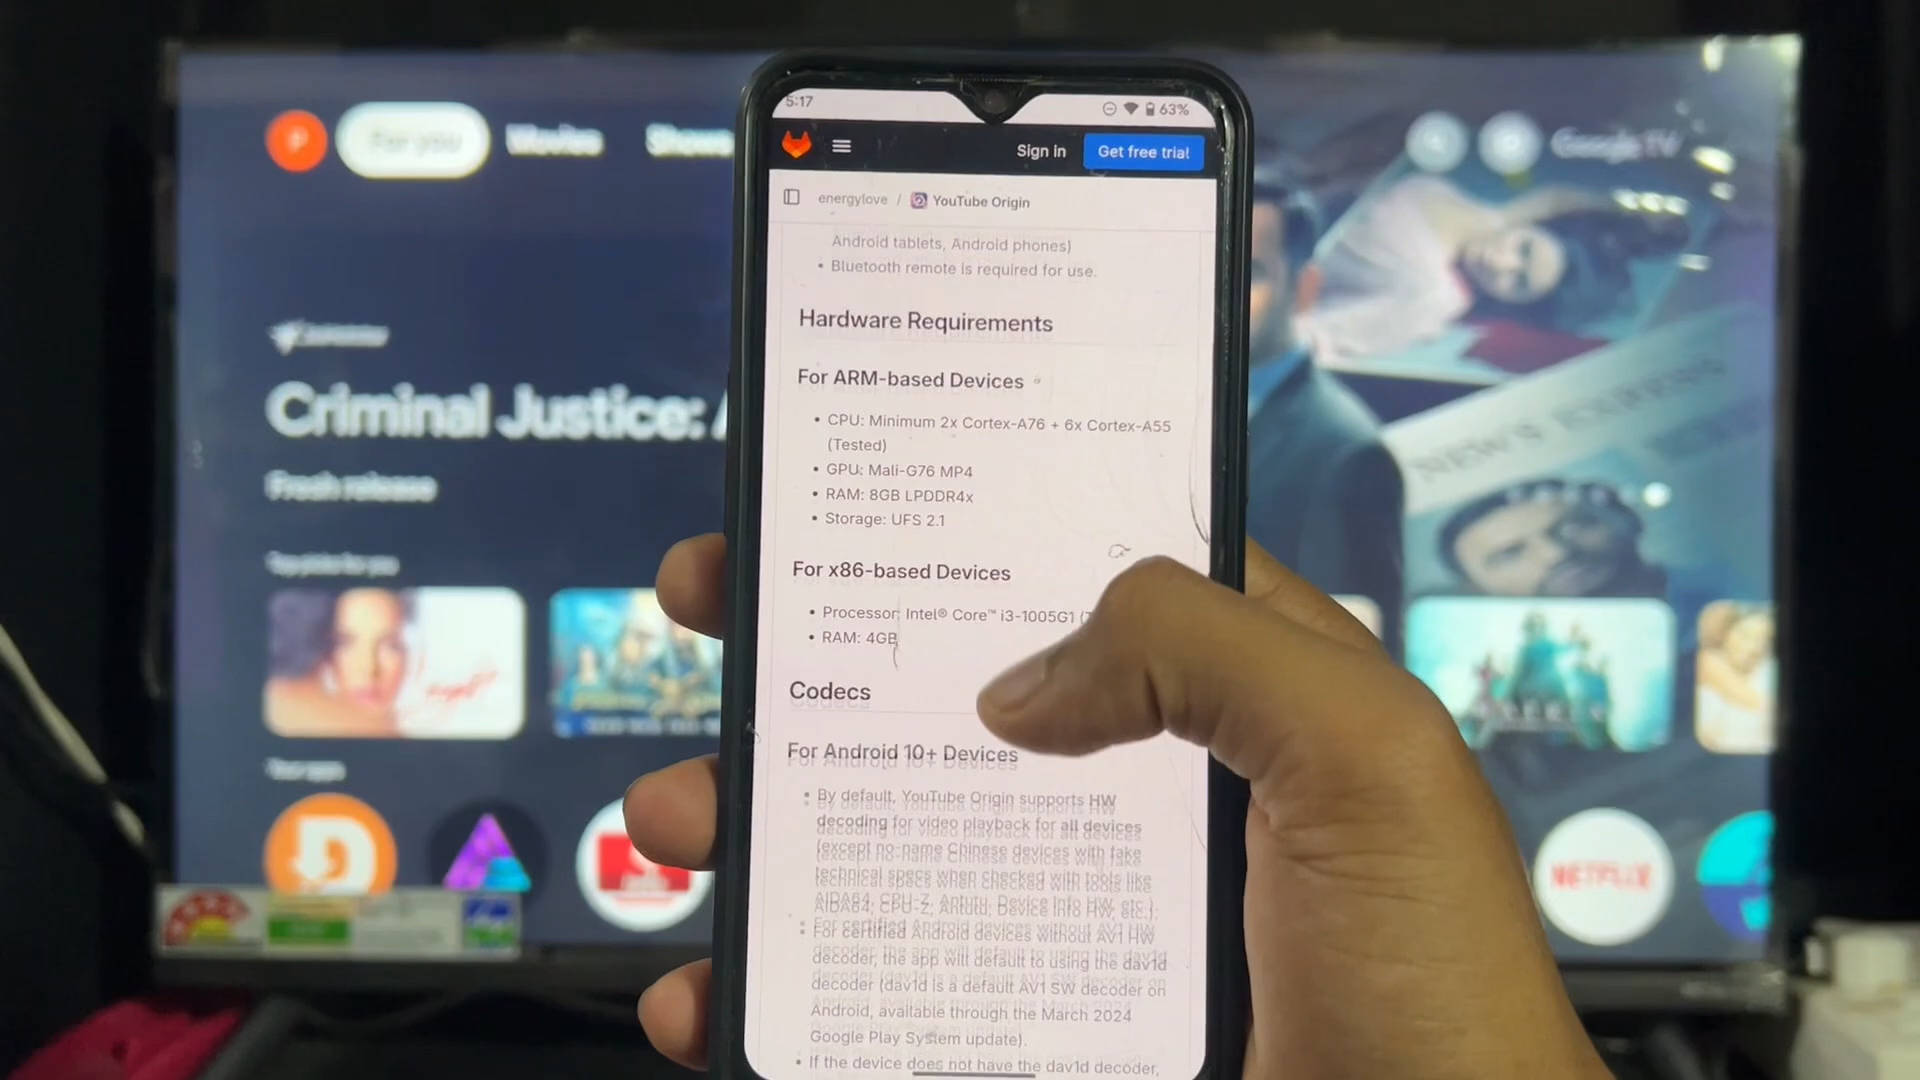 5:17
63%
Sign in
Get free trial
energylove / YouTube Origin
Android tablets, Android phones)
• Bluetooth remote is required for use.
Hardware Requirements
For ARM-based Devices
• CPU: Minimum 2x Cortex-A76 + 6x Cortex-A55
(Tested)
• GPU: Mali-G76 MP4
• RAM: 8GB LPDDR4x
• Storage: UFS 2.1
For x86-based Devices
• Processor: Intel® Core™ i3-1005G1
• RAM: 4GB
Codecs
For Android 10+ Devices
• By default, YouTube Origin supports HW
decoding for video playback for all devices
(except no-name Chinese devices with fake
technical specs when checked with tools like
AIDA64, CPU-Z, Antutu, Device Info HW, etc.).
• For certified Android devices without AV1 HW
decoder, the app will default to using the dav1d
decoder (dav1d is a default AV1 SW decoder on
Android, available through the March 2024
Google Play System update).
• If the device does not have the dav1d decoder,
P
For you
Movies
Shows
Google TV
Criminal Justice:
Fresh release
Top picks for you
Your apps
NETFLIX